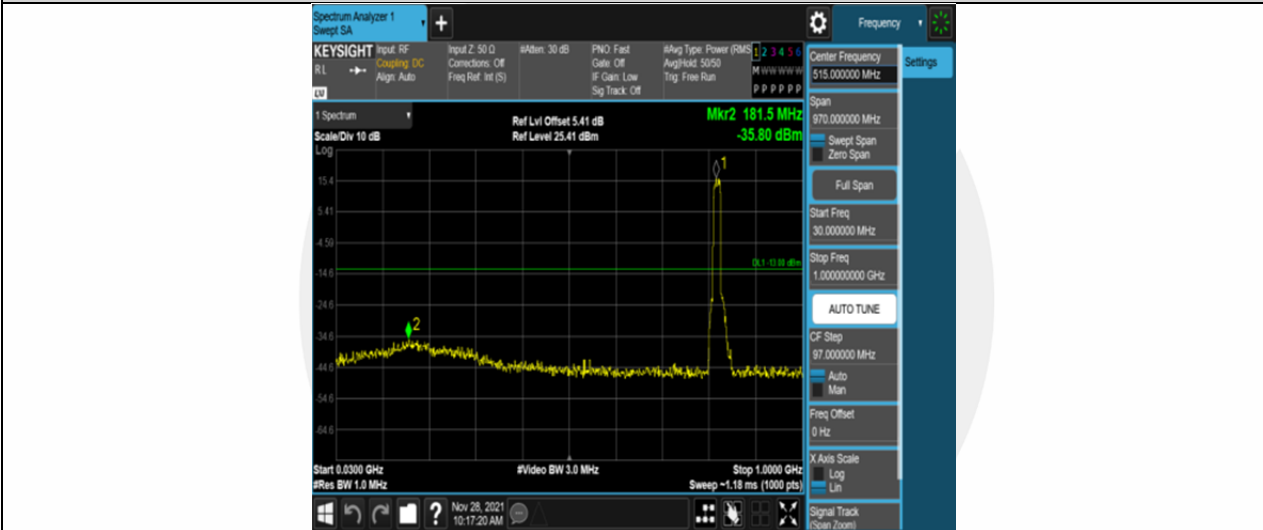 Spectrum Analyzer 1
Swept SA
+
Frequency
KEYSIGHT
RL
LV
Input: RF
Coupling: DC
Align: Auto
Input Z: 50 Ω
Corrections: Off
Freq Ref: Int (S)
#Atten: 30 dB
PNO: Fast
Gate: Off
IF Gain: Low
Sig Track: Off
#Avg Type: Power (RMS
Avg|Hold: 50/50
Trig: Free Run
1 2 3 4 5 6
M W W W W W
P P P P P P
Center Frequency
515.000000 MHz
Settings
Span
970.000000 MHz
Swept Span
Zero Span
Full Span
Start Freq
30.000000 MHz
Stop Freq
1.000000000 GHz
AUTO TUNE
CF Step
97.000000 MHz
Auto
Man
Freq Offset
0 Hz
X Axis Scale
Log
Lin
Signal Track
(Span Zoom)
1 Spectrum
Scale/Div 10 dB
Ref Lvl Offset 5.41 dB
Ref Level 25.41 dBm
Mkr2 181.5 MHz
-35.80 dBm
Log
15.4
5.41
-4.59
-14.6
-24.6
-34.6
-44.6
-54.6
-64.6
1
2
DL1 -13.00 dBm
Start 0.0300 GHz
#Res BW 1.0 MHz
#Video BW 3.0 MHz
Stop 1.0000 GHz
Sweep ~1.18 ms (1000 pts)
?
Nov 28, 2021
10:17:20 AM